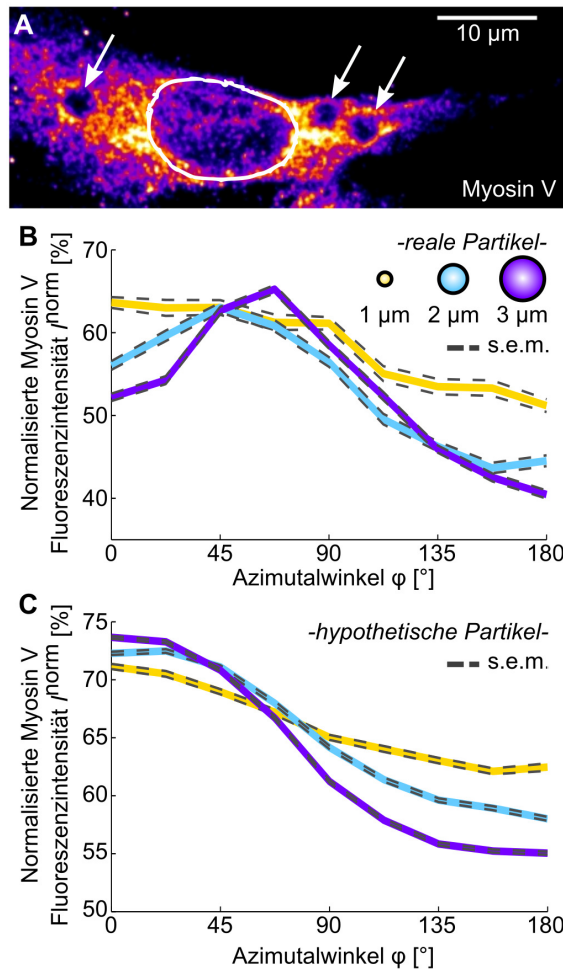 A
10 µm
Myosin V
B
Normalisierte Myosin V
Fluoreszenzintensität Iⁿᵒʳᵐ [%]
70
60
50
40
-reale Partikel-
1 µm 2 µm 3 µm
s.e.m.
0 45 90 135 180
Azimutalwinkel φ [°]
C
Normalisierte Myosin V
Fluoreszenzintensität Iⁿᵒʳᵐ [%]
75
70
65
60
55
50
-hypothetische Partikel-
s.e.m.
0 45 90 135 180
Azimutalwinkel φ [°]